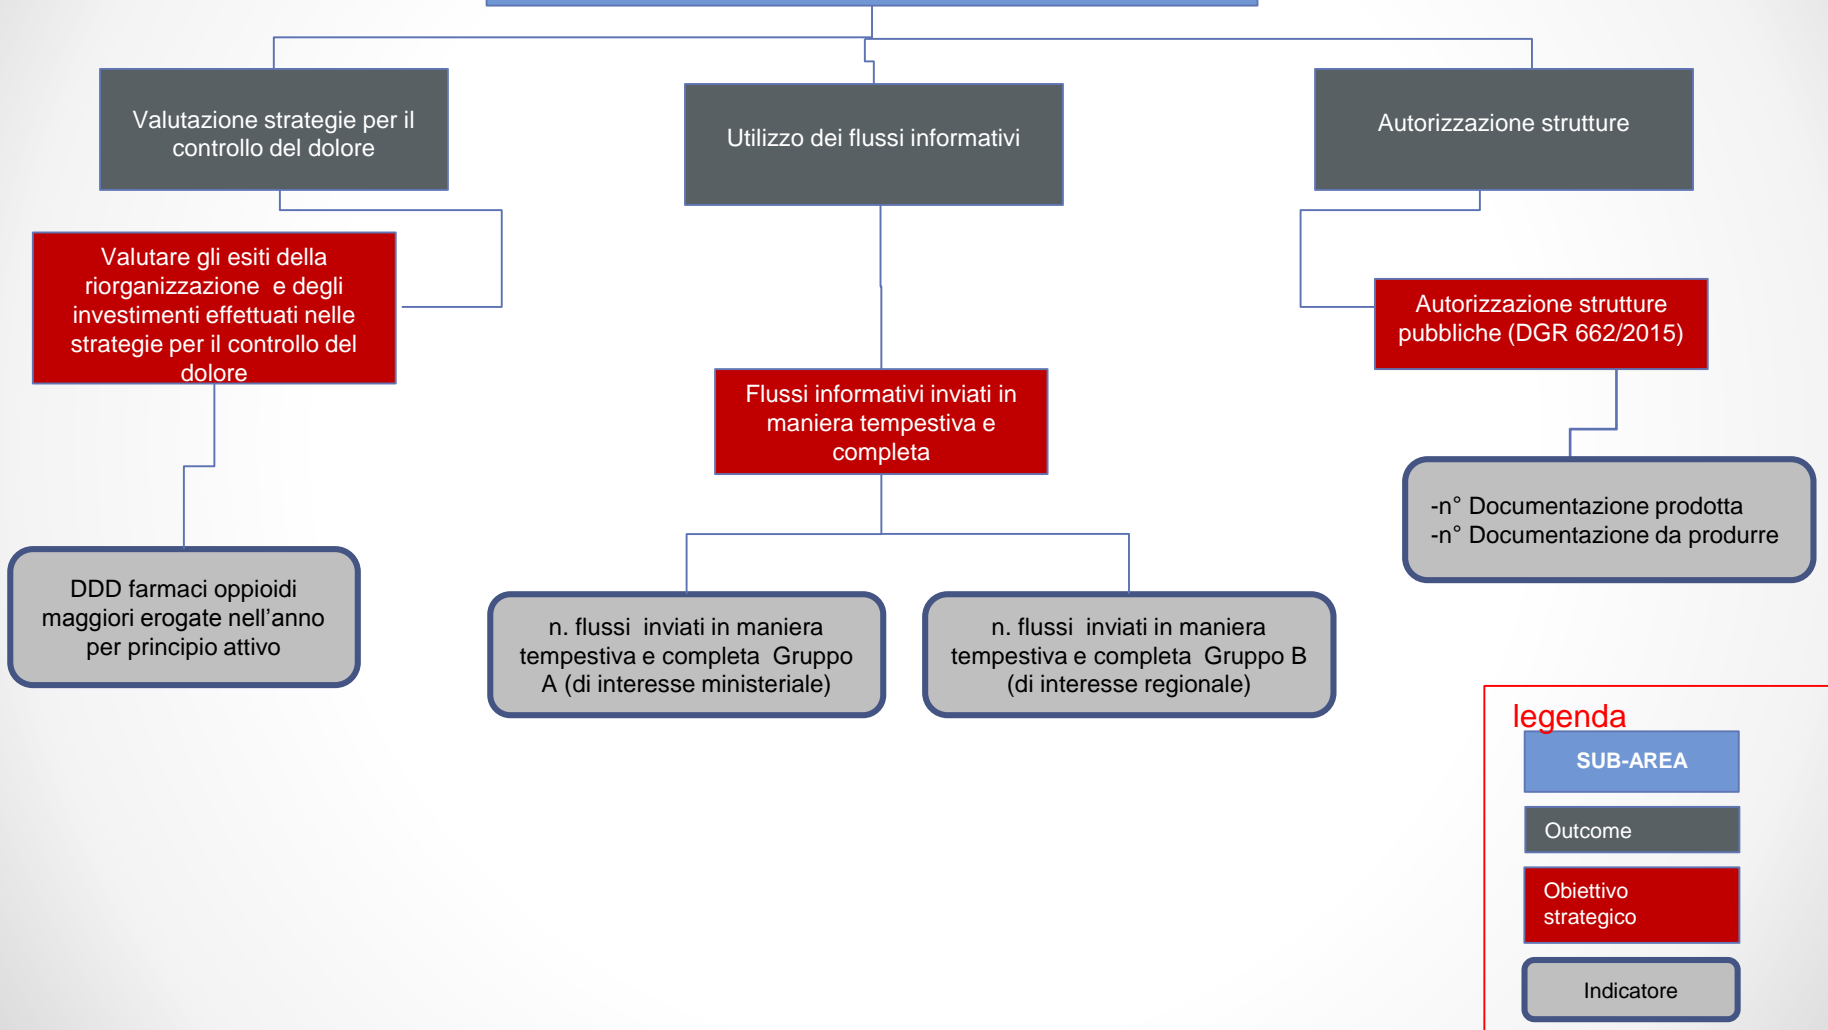 Valutazione strategie per il
controllo del dolore
Utilizzo dei flussi informativi
Autorizzazione strutture
Valutare gli esiti della
riorganizzazione e degli
investimenti effettuati nelle
strategie per il controllo del
dolore
Flussi informativi inviati in
maniera tempestiva e
completa
Autorizzazione strutture
pubbliche (DGR 662/2015)
DDD farmaci oppioidi
maggiori erogate nell’anno
per principio attivo
n. flussi inviati in maniera
tempestiva e completa Gruppo
A (di interesse ministeriale)
n. flussi inviati in maniera
tempestiva e completa Gruppo B
(di interesse regionale)
-n° Documentazione prodotta
-n° Documentazione da produrre
legenda
SUB-AREA
Outcome
Obiettivo
strategico
Indicatore